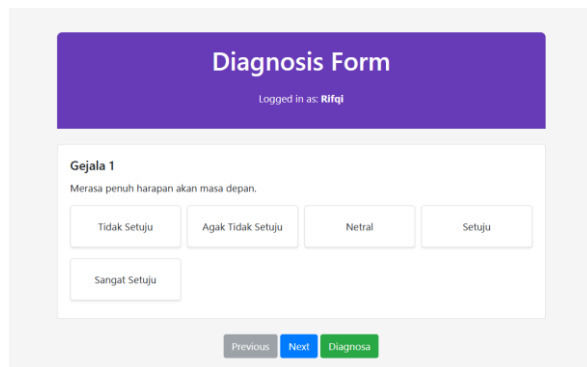 Diagnosis Form
Logged in as: Rifqi
Gejala 1
Merasa penuh harapan akan masa depan.
Tidak Setuju
Agak Tidak Setuju
Netral
Setuju
Sangat Setuju
Previous
Next
Diagnosa